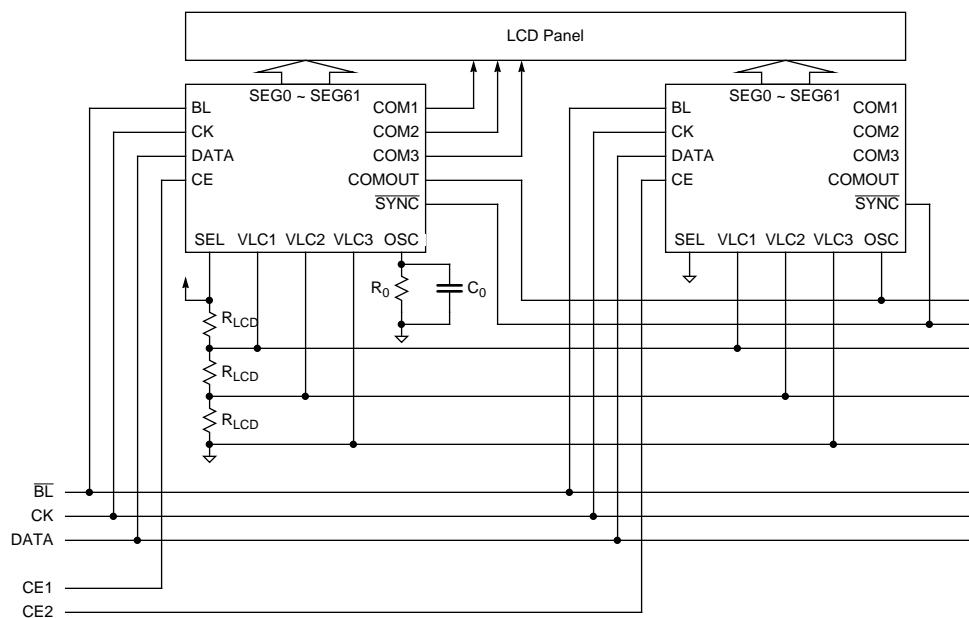 LCD Panel
SEG0 ~ SEG61
BL
CK
DATA
CE
COM1
COM2
COM3
COMOUT
SYNC
SEL VLC1 VLC2 VLC3 OSC
SEG0 ~ SEG61
BL
CK
DATA
CE
COM1
COM2
COM3
COMOUT
SYNC
SEL VLC1 VLC2 VLC3 OSC
R0 C0
RLCD
RLCD
RLCD
BL
CK
DATA
CE1
CE2